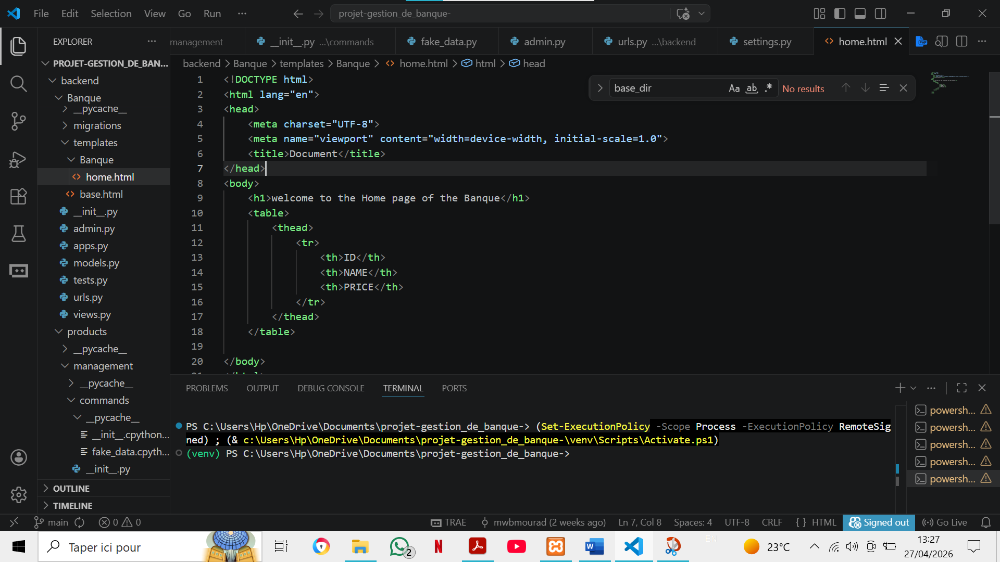 File Edit Selection View Go Run ···
projet-gestion_de_banque-
EXPLORER
management
__init__.py ...\commands
fake_data.py
admin.py
urls.py ...\backend
settings.py
home.html
PROJET-GESTION_DE_BAN...
backend
Banque
__pycache__
migrations
templates
Banque
home.html
base.html
__init__.py
admin.py
apps.py
models.py
tests.py
urls.py
views.py
products
__pycache__
management
__pycache__
commands
__pycache__
__init__.cpython...
fake_data.cpyth...
__init__.py
OUTLINE
TIMELINE
backend > Banque > templates > Banque > <> home.html > html > head
base_dir Aa ab .* No results
1 <!DOCTYPE html>
2 <html lang="en">
3 <head>
4 <meta charset="UTF-8">
5 <meta name="viewport" content="width=device-width, initial-scale=1.0">
6 <title>Document</title>
7 </head>
8 <body>
9 <h1>welcome to the Home page of the Banque</h1>
10 <table>
11 <thead>
12 <tr>
13 <th>ID</th>
14 <th>NAME</th>
15 <th>PRICE</th>
16 </tr>
17 </thead>
18 </table>
19
20 </body>
PROBLEMS OUTPUT DEBUG CONSOLE TERMINAL PORTS
PS C:\Users\Hp\OneDrive\Documents\projet-gestion_de_banque-> (Set-ExecutionPolicy -Scope Process -ExecutionPolicy RemoteSig
ned) ; (& c:\Users\Hp\OneDrive\Documents\projet-gestion_de_banque-\venv\Scripts\Activate.ps1)
(venv) PS C:\Users\Hp\OneDrive\Documents\projet-gestion_de_banque->
powersh...
powersh...
powersh...
powersh...
powersh...
main 0 0 TRAE mwbmourad (2 weeks ago) Ln 7, Col 8 Spaces: 4 UTF-8 CRLF { } HTML Signed out Go Live
Taper ici pour
2
N
W
23°C
13:27
27/04/2026